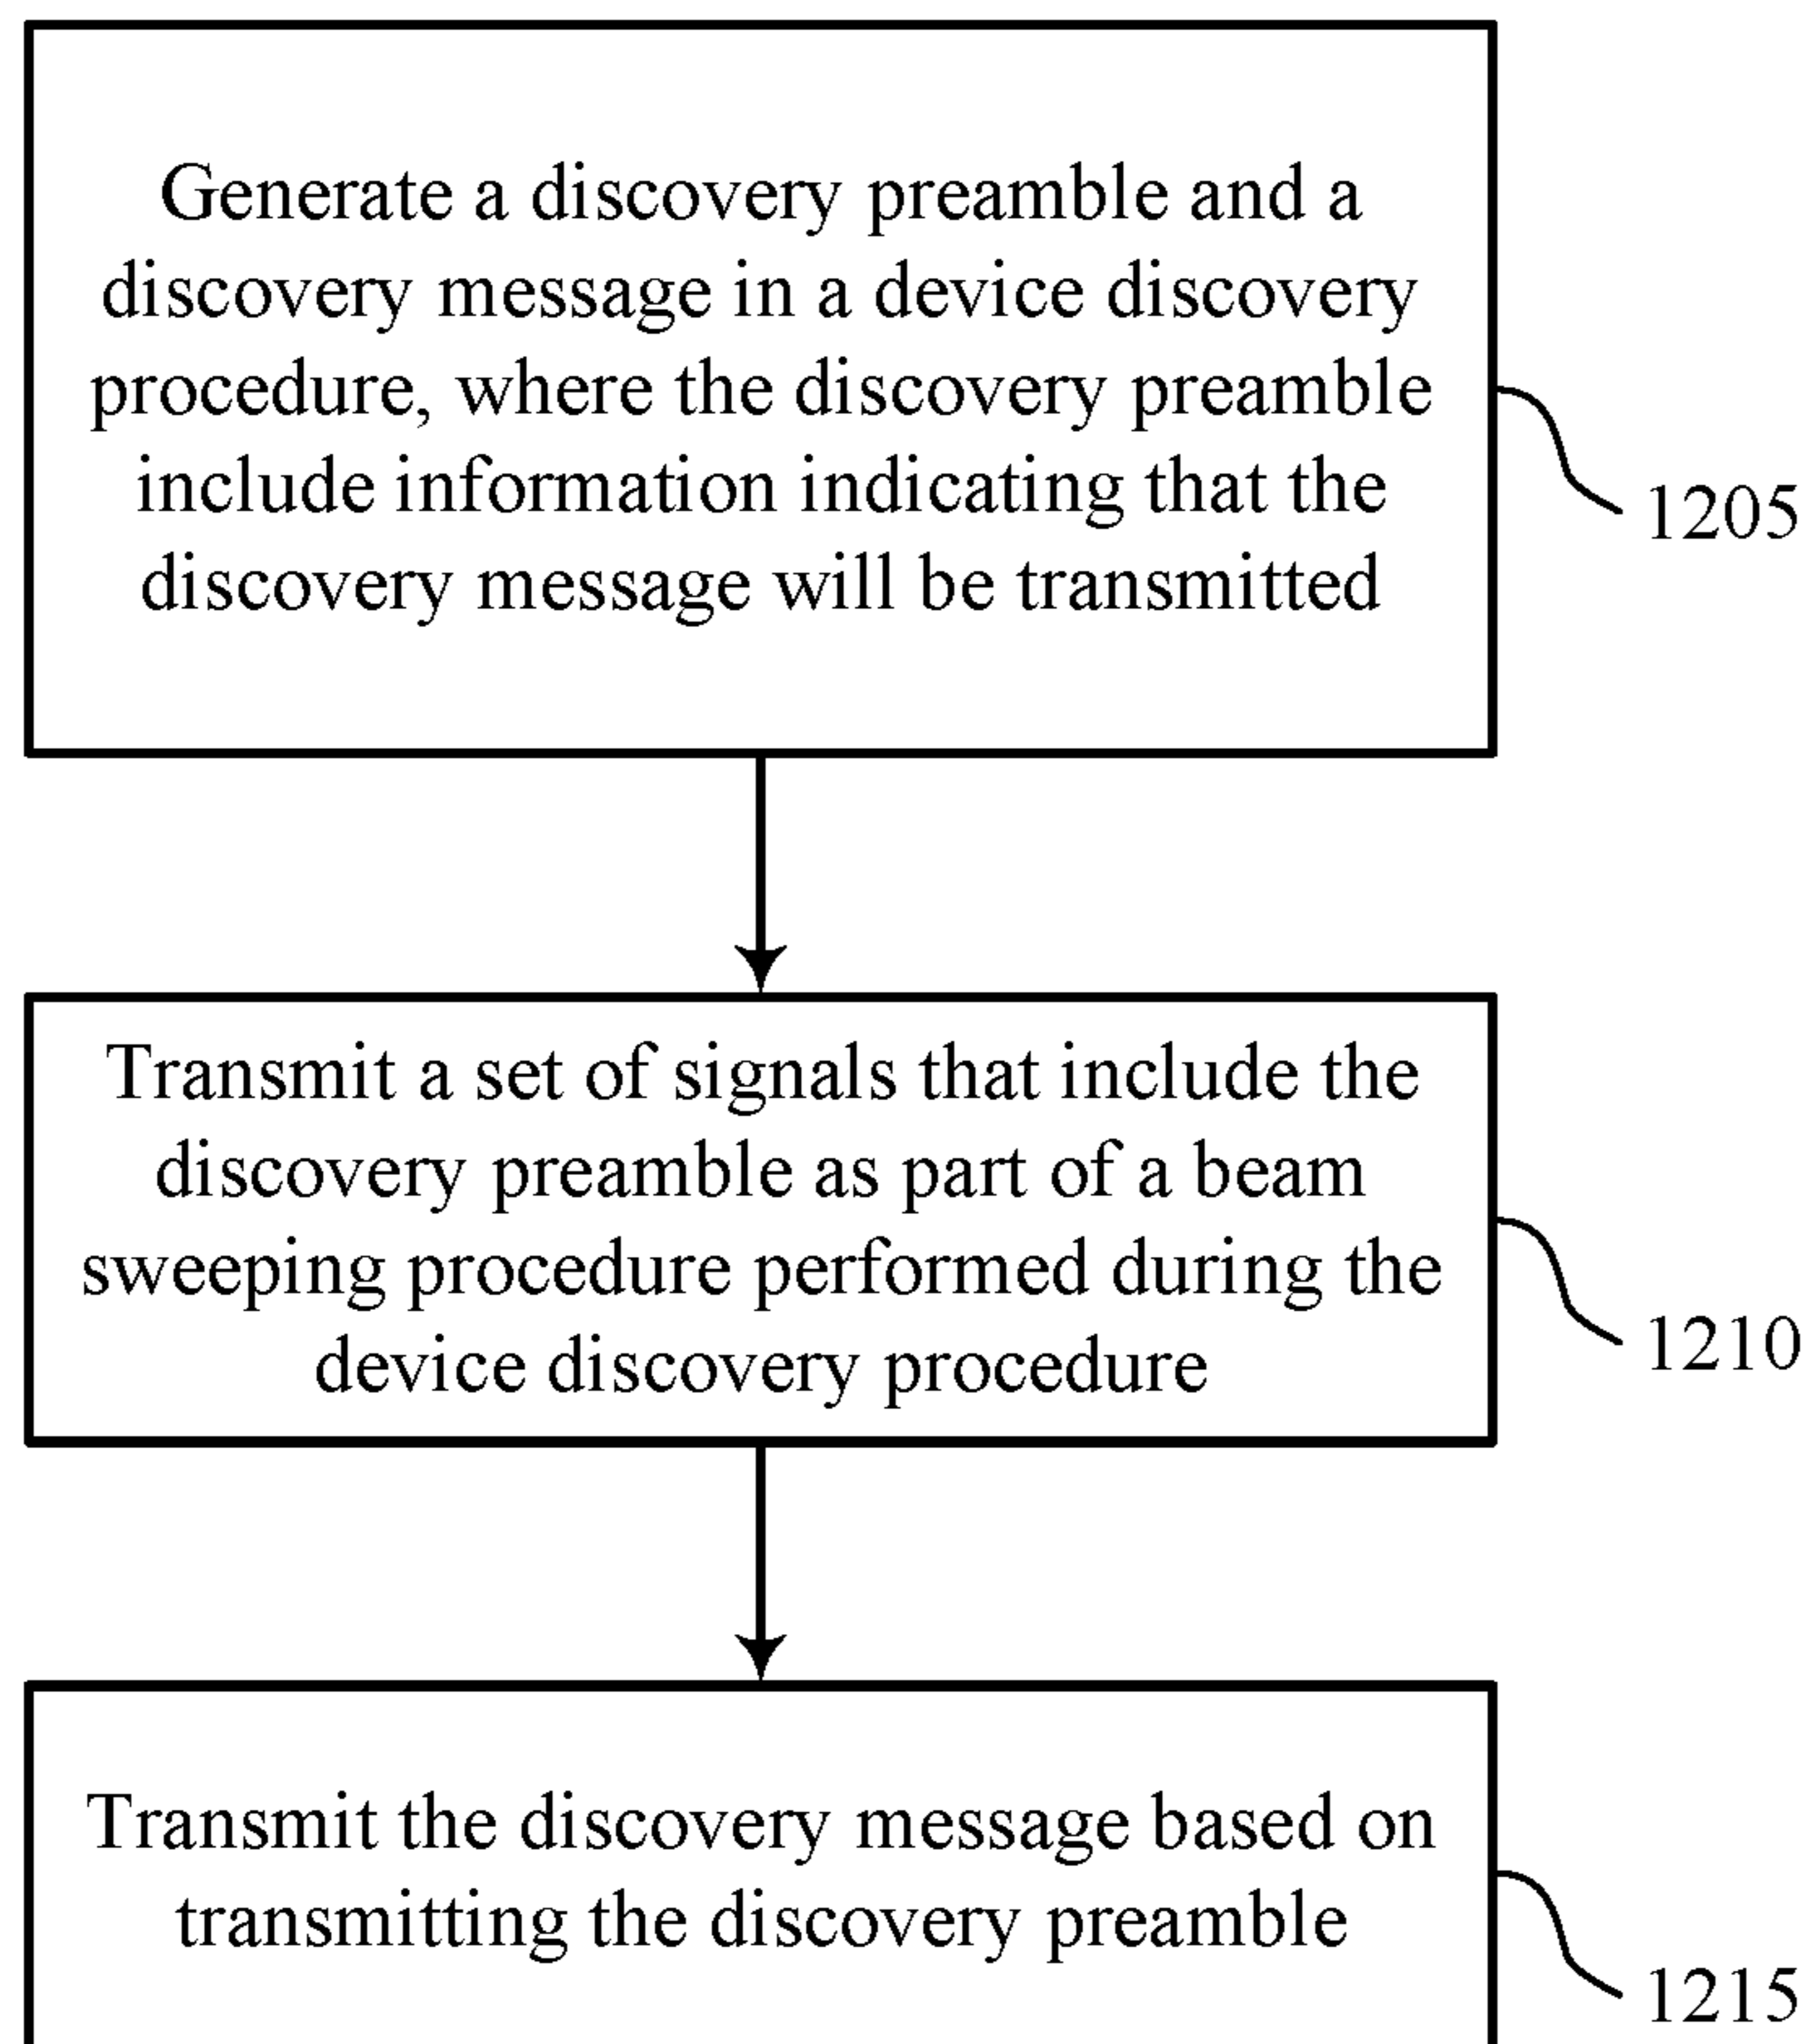 Generate a discovery preamble and a
discovery message in a device discovery
procedure, where the discovery preamble
include information indicating that the
discovery message will be transmitted
1205
Transmit a set of signals that include the
discovery preamble as part of a beam
sweeping procedure performed during the
device discovery procedure
1210
Transmit the discovery message based on
transmitting the discovery preamble
1215